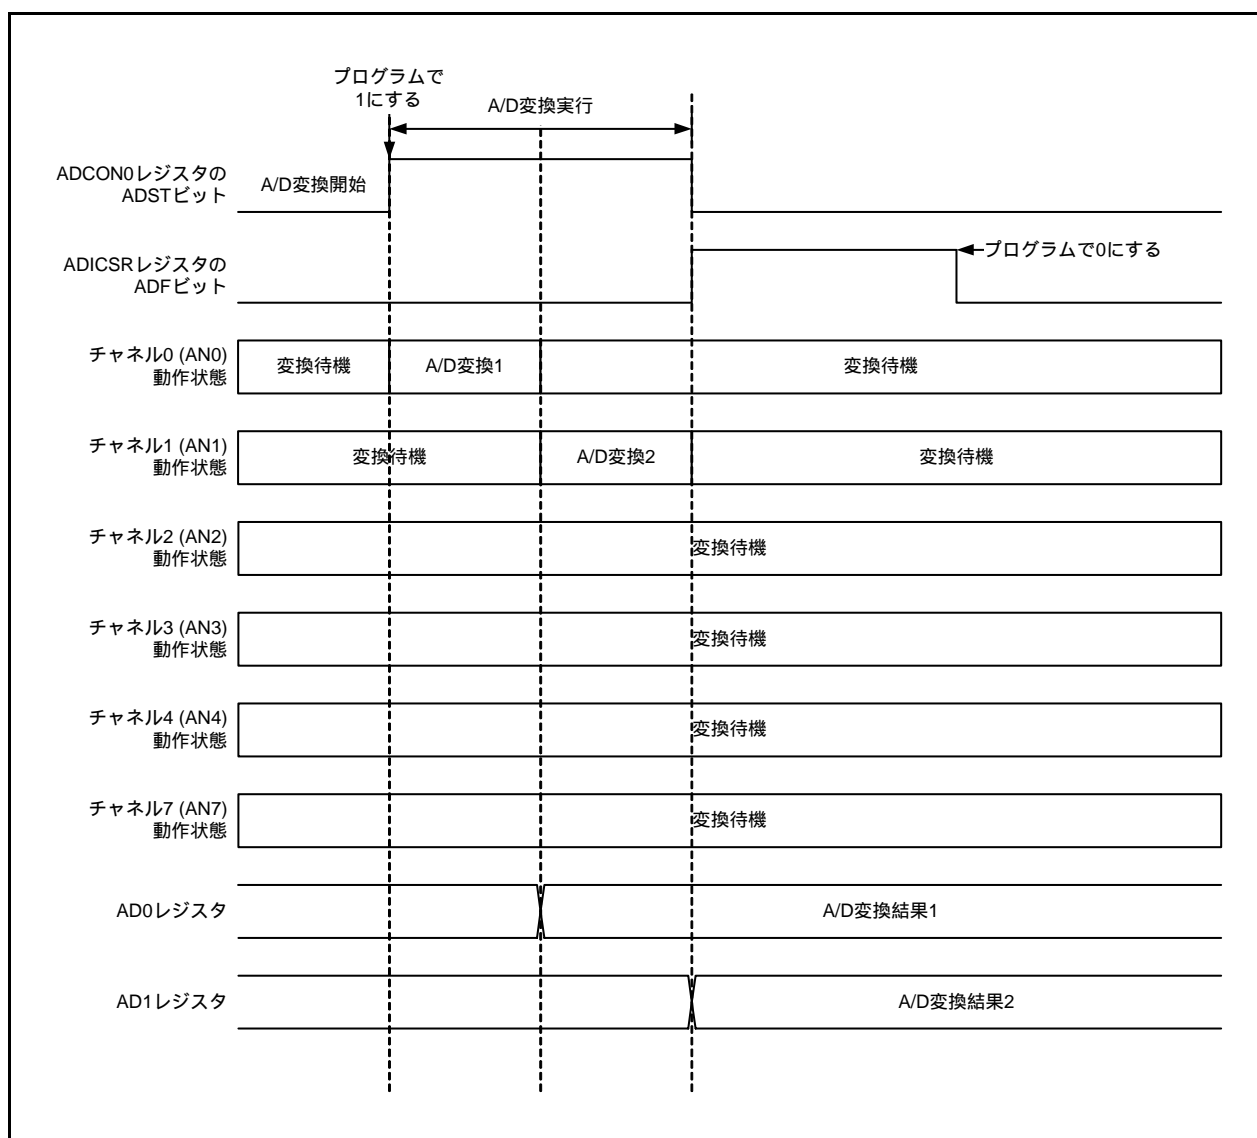 プログラムで
1にする
A/D変換実行
ADCON0レジスタの
ADSTビット
A/D変換開始
ADICSRレジスタの
ADFビット
プログラムで0にする
チャネル0 (AN0)
動作状態
変換待機
A/D変換1
変換待機
チャネル1 (AN1)
動作状態
変換待機
A/D変換2
変換待機
チャネル2 (AN2)
動作状態
変換待機
チャネル3 (AN3)
動作状態
変換待機
チャネル4 (AN4)
動作状態
変換待機
チャネル7 (AN7)
動作状態
変換待機
AD0レジスタ
A/D変換結果1
AD1レジスタ
A/D変換結果2